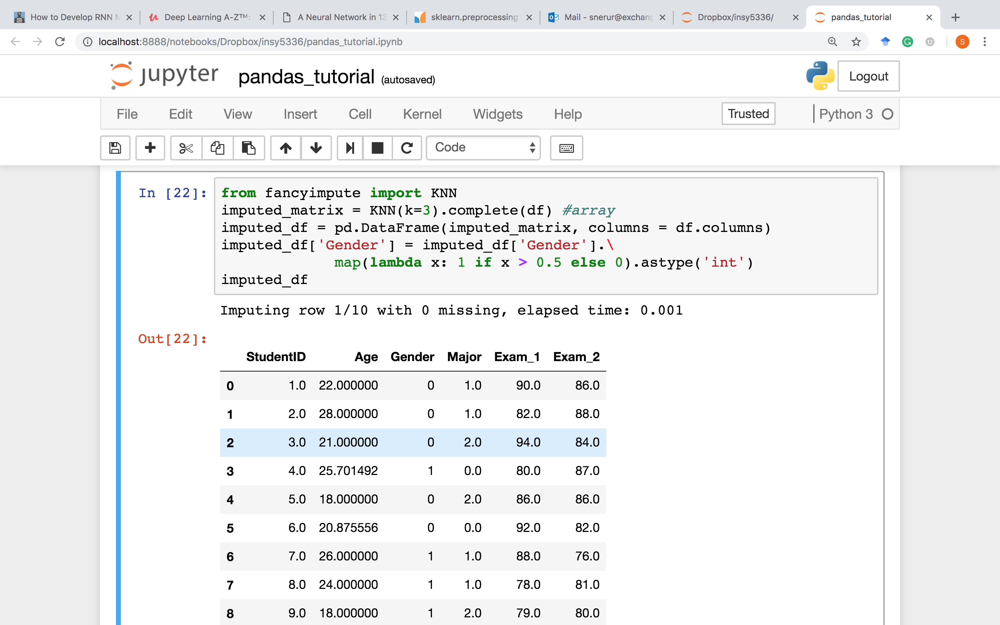 How to Develop RNN M
Deep Learning A-Z™:
A Neural Network in 13
sklearn.preprocessing.
Mail - snerur@exchang
Dropbox/insy5336/
pandas_tutorial
localhost:8888/notebooks/Dropbox/insy5336/pandas_tutorial.ipynb
S
jupyter pandas_tutorial (autosaved)
Logout
File Edit View Insert Cell Kernel Widgets Help Trusted Python 3
Code
In [22]:
from fancyimpute import KNN
imputed_matrix = KNN(k=3).complete(df) #array
imputed_df = pd.DataFrame(imputed_matrix, columns = df.columns)
imputed_df['Gender'] = imputed_df['Gender'].\
map(lambda x: 1 if x > 0.5 else 0).astype('int')
imputed_df
Imputing row 1/10 with 0 missing, elapsed time: 0.001
Out[22]:
StudentID Age Gender Major Exam_1 Exam_2
0 1.0 22.000000 0 1.0 90.0 86.0
1 2.0 28.000000 0 1.0 82.0 88.0
2 3.0 21.000000 0 2.0 94.0 84.0
3 4.0 25.701492 1 0.0 80.0 87.0
4 5.0 18.000000 0 2.0 86.0 86.0
5 6.0 20.875556 0 0.0 92.0 82.0
6 7.0 26.000000 1 1.0 88.0 76.0
7 8.0 24.000000 1 1.0 78.0 81.0
8 9.0 18.000000 1 2.0 79.0 80.0